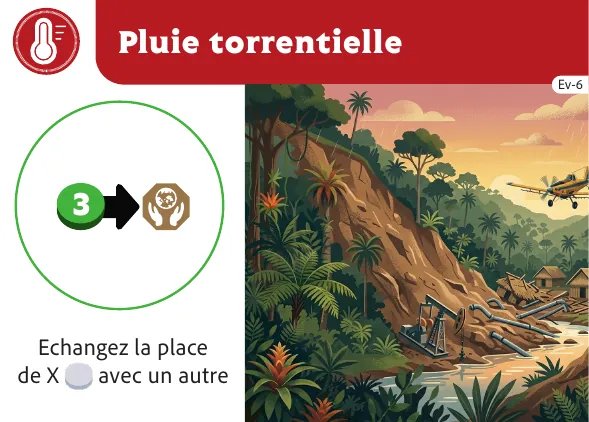 Pluie torrentielle
Ev-6
3
Echangez la place
de X avec un autre